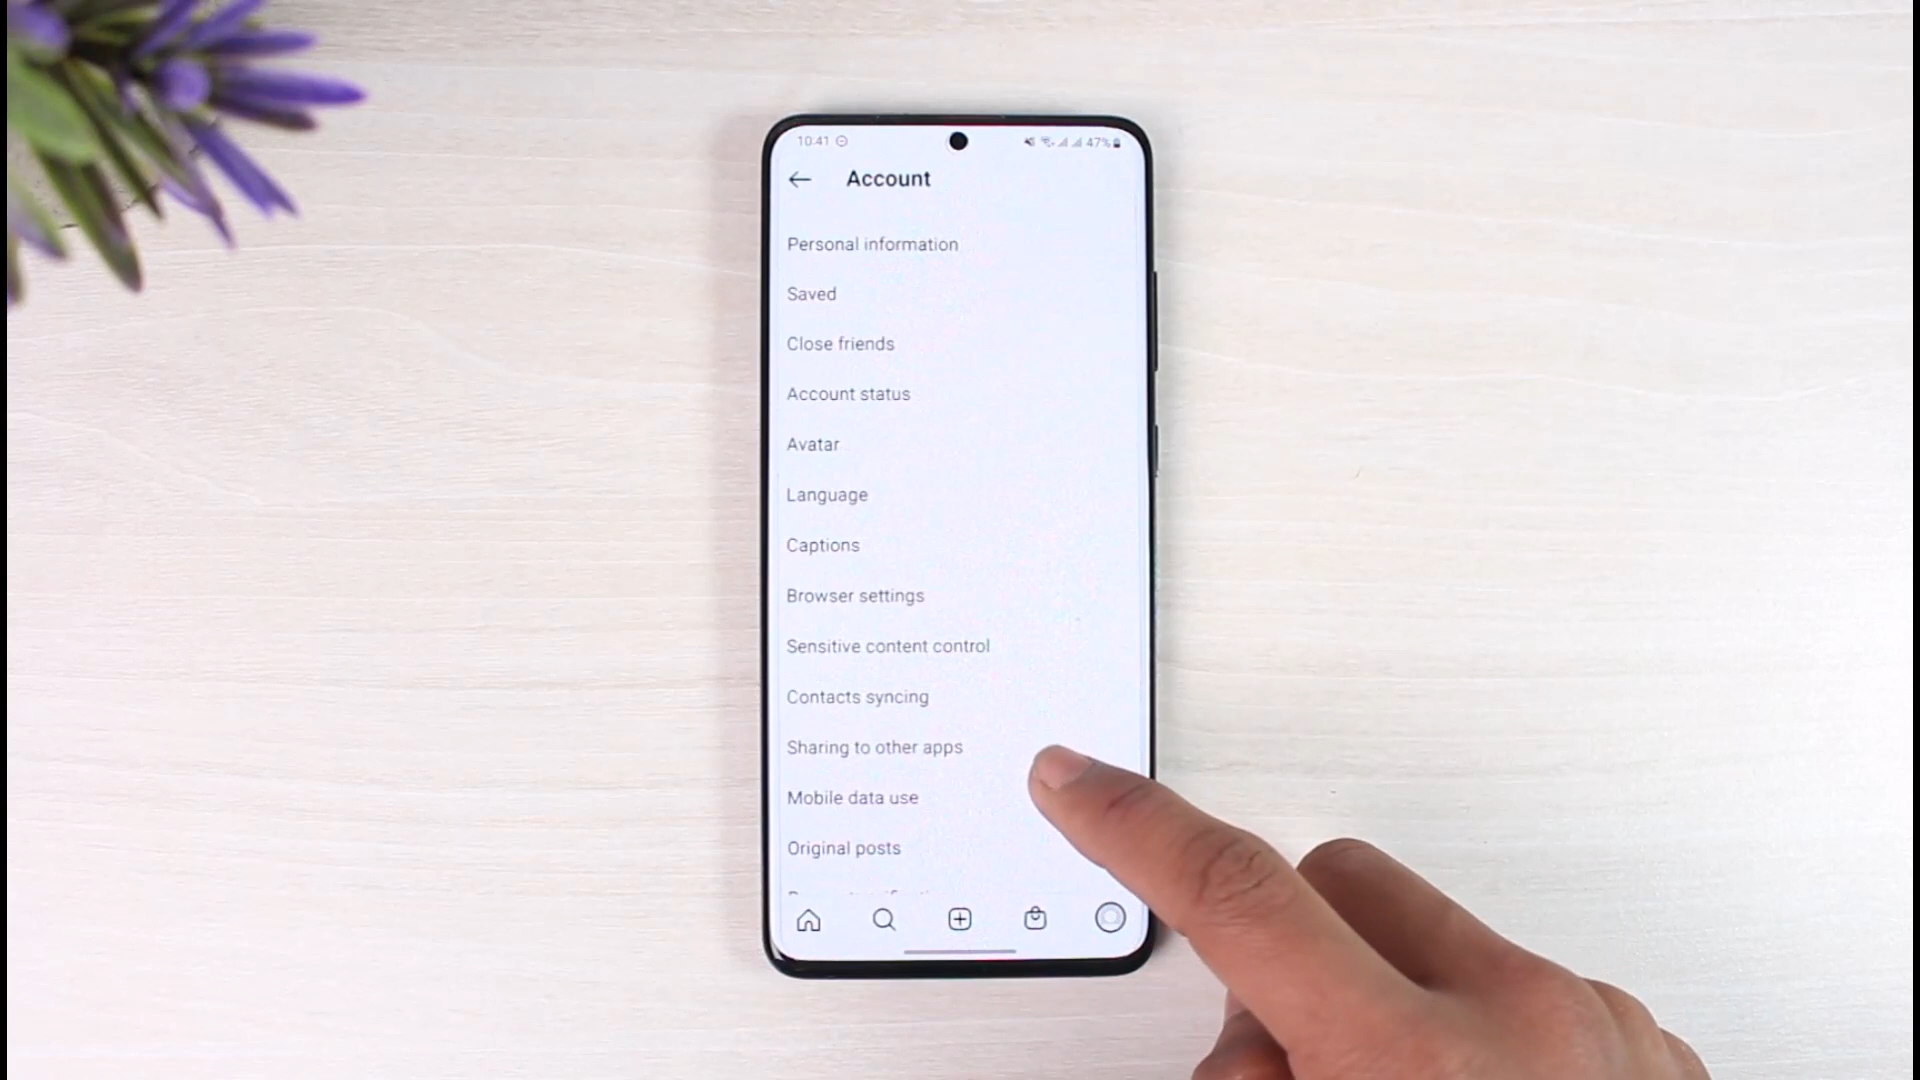 10:41 47%
Account
Personal information
Saved
Close friends
Account status
Avatar
Language
Captions
Browser settings
Sensitive content control
Contacts syncing
Sharing to other apps
Mobile data use
Original posts